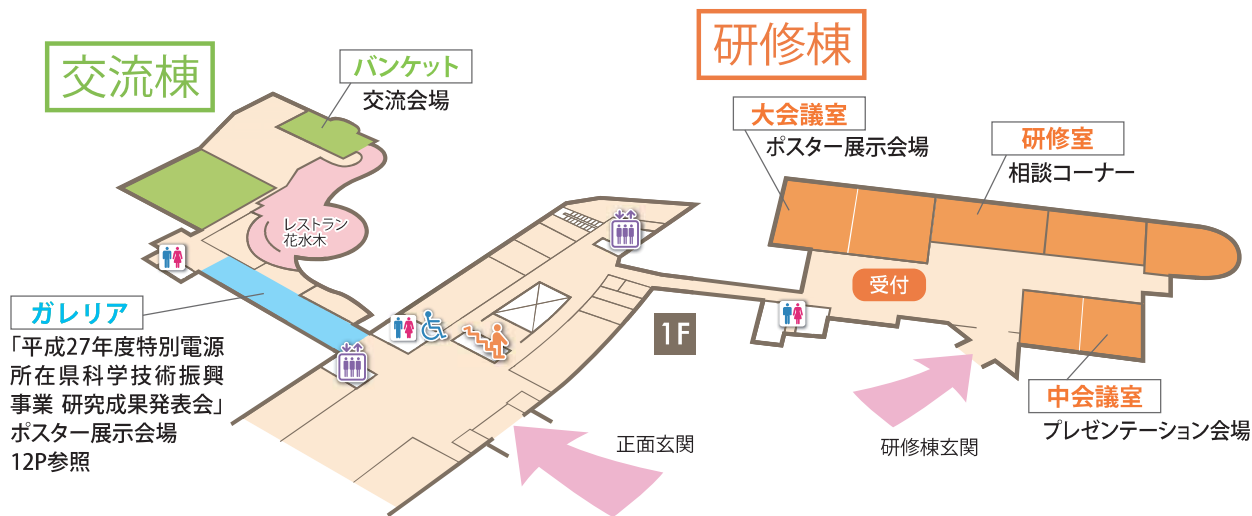 交流棟
バンケット
交流会場
レストラン
花水木
ガレリア
「平成27年度特別電源
所在県科学技術振興
事業 研究成果発表会」
ポスター展示会場
12P参照
正面玄関
1F
研修棟
大会議室
ポスター展示会場
研修室
相談コーナー
受付
中会議室
プレゼンテーション会場
研修棟玄関